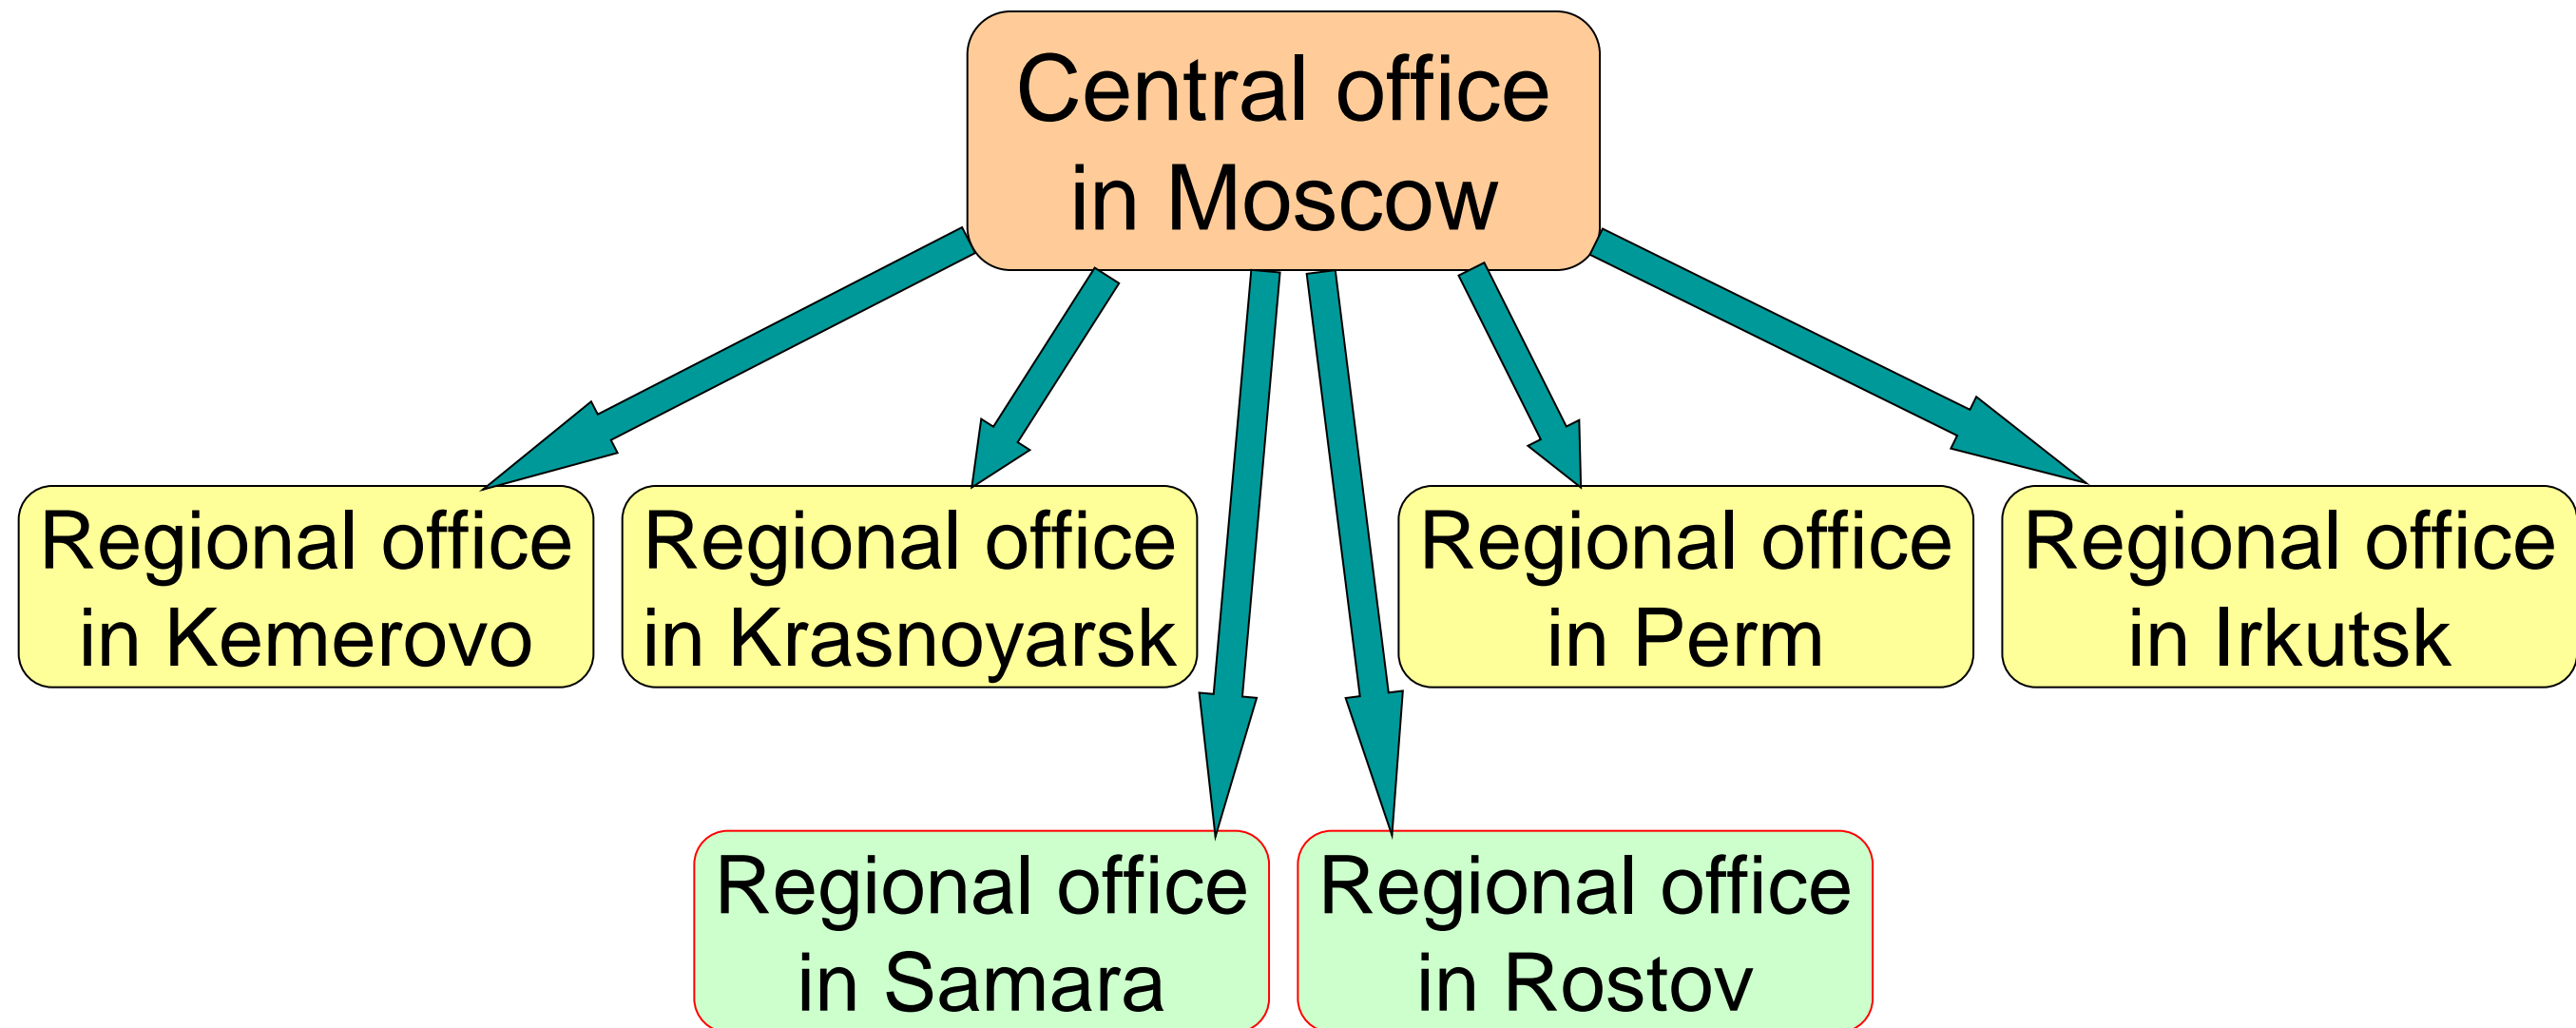 Central office
in Moscow
Regional office
in Kemerovo
Regional office
in Krasnoyarsk
Regional office
in Perm
Regional office
in Irkutsk
Regional office
in Samara
Regional office
in Rostov